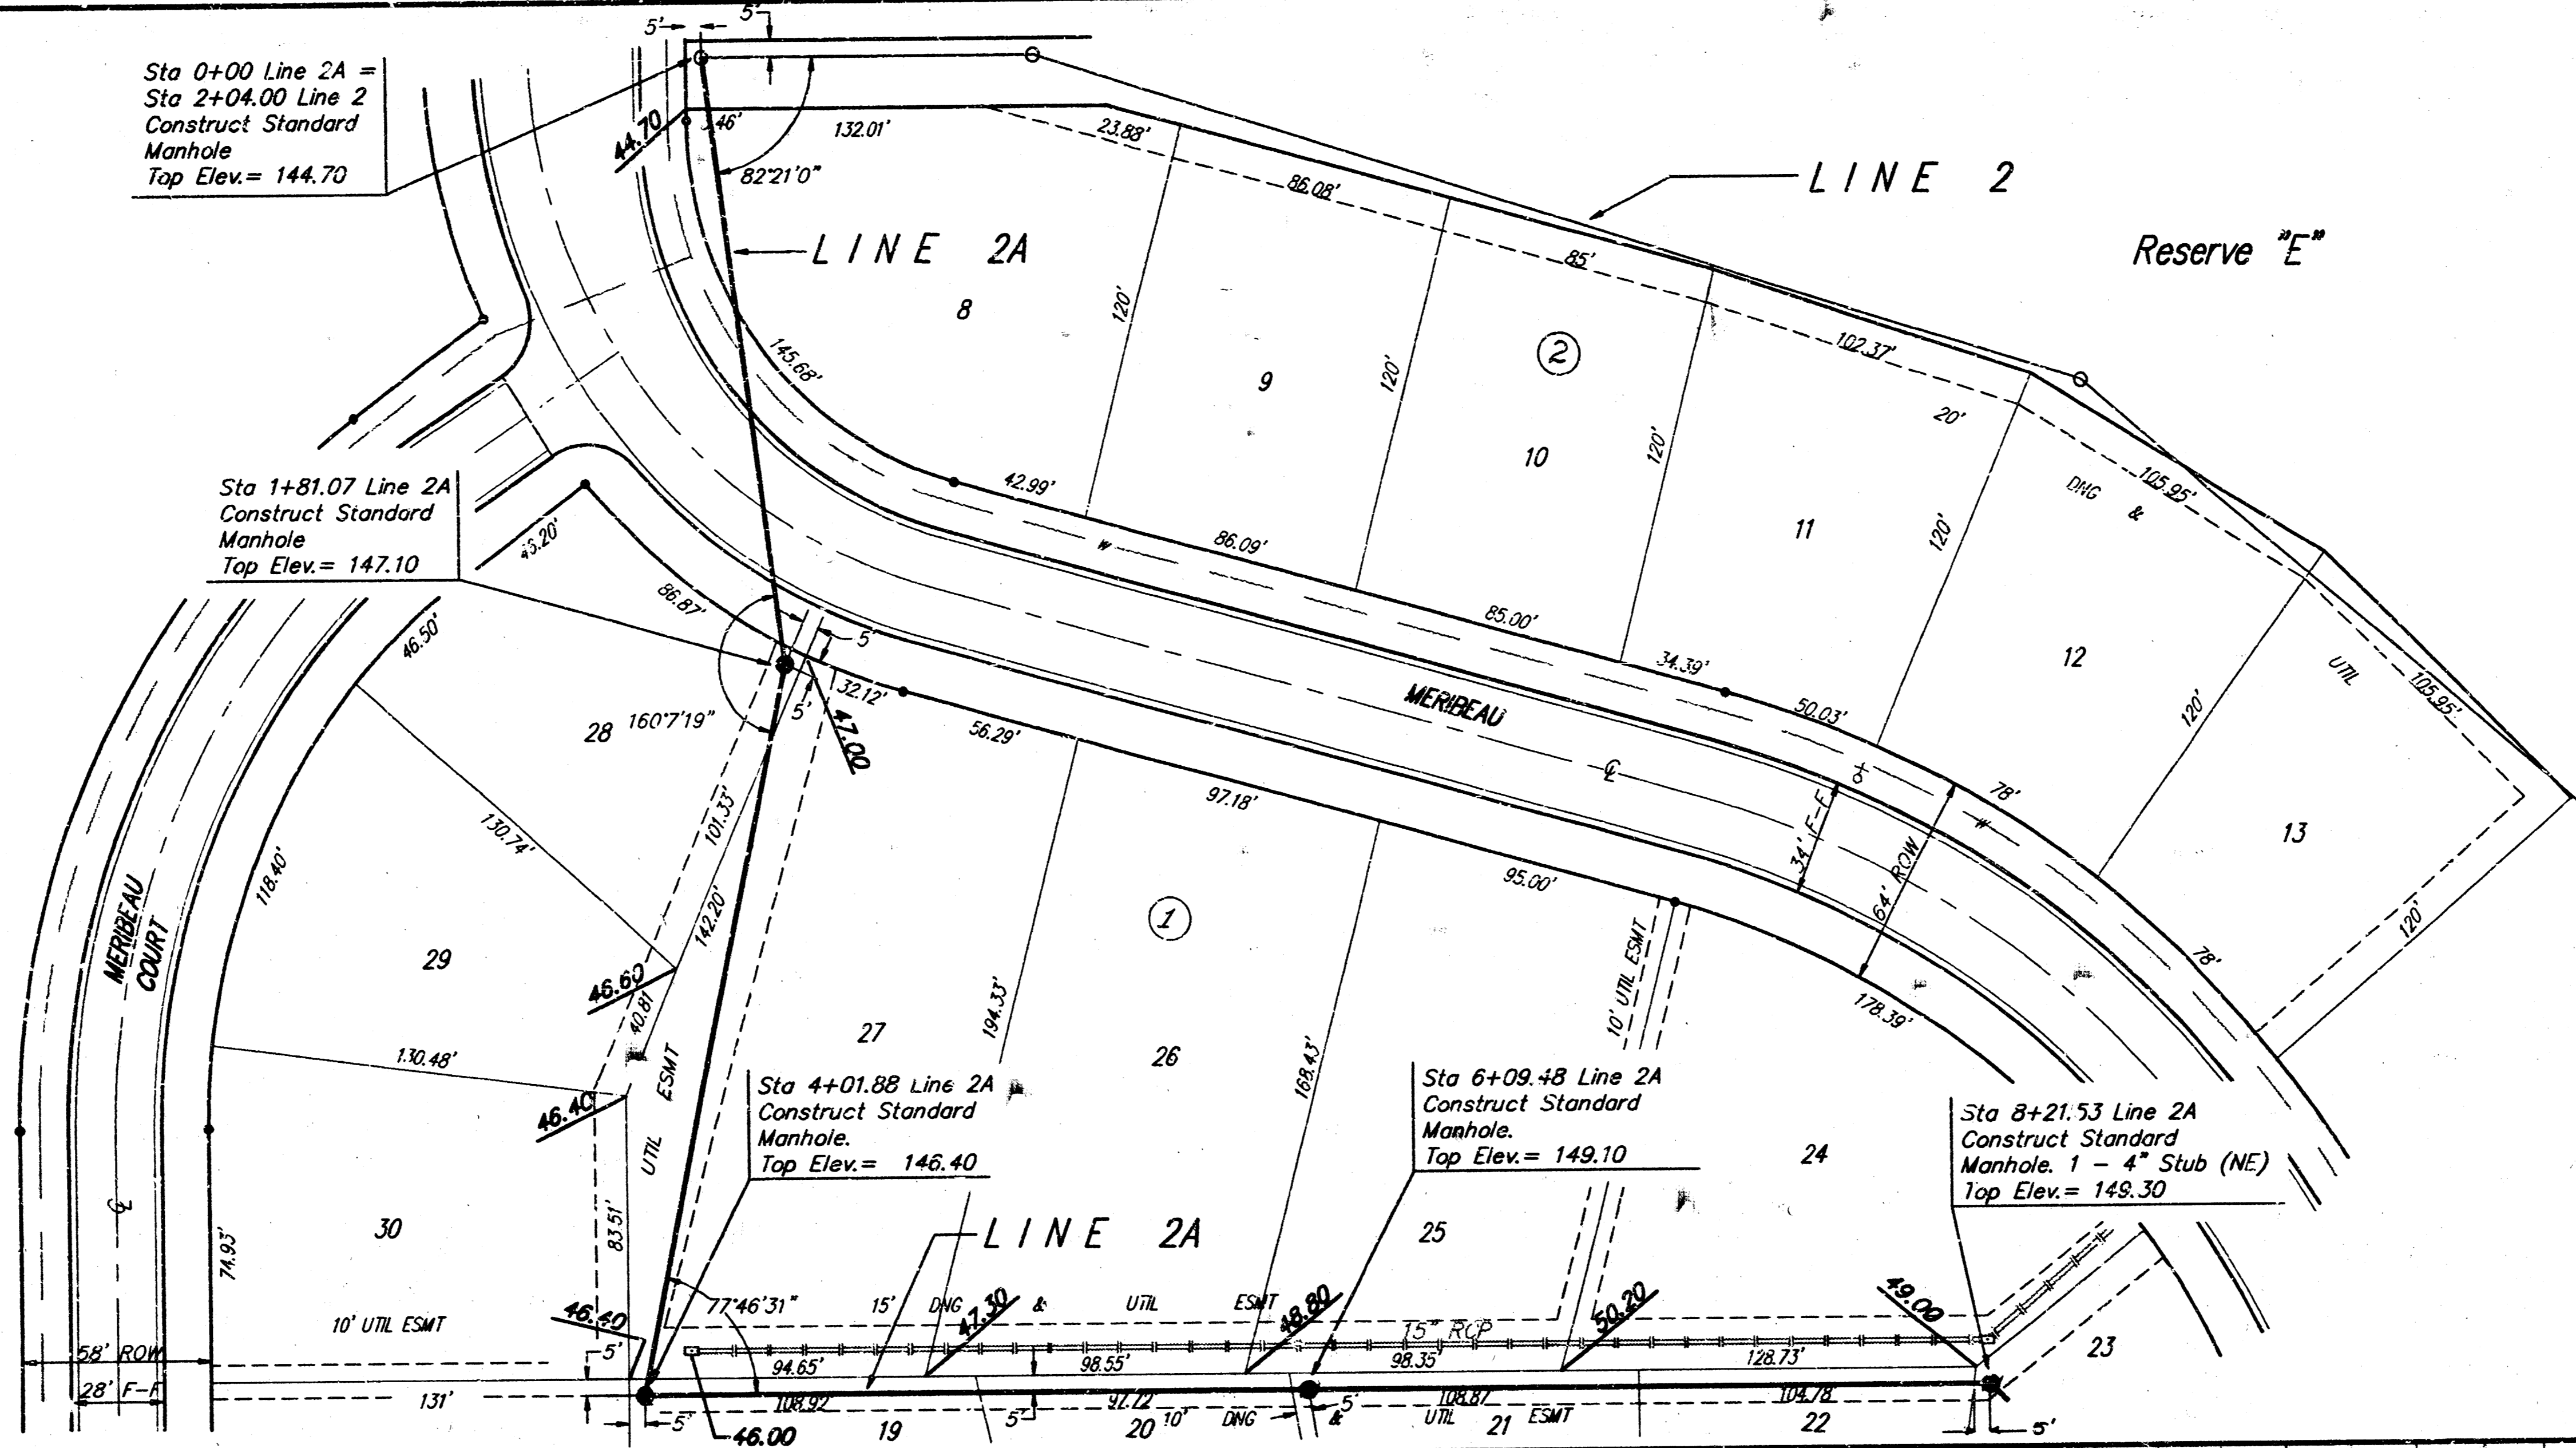 5'
5'
Sta 0+00 Line 2A =
Sta 2+04.00 Line 2
Construct Standard
Manhole
Top Elev.= 144.70
44.70
132.01'
23.88'
82°21'0"
86.08'
LINE 2
LINE 2A
Reserve "E"
85'
8
120'
145.68'
102.37'
2
9
120'
20'
10
120'
105.95'
DNG
&
Sta 1+81.07 Line 2A
Construct Standard
Manhole
Top Elev.= 147.10
42.99'
11
120'
86.09'
W
86.87'
46.50'
85.00'
5'
34.39'
12
UTIL
105.95'
32.12'
5'
47.00
28
160°7'19"
56.29'
MERIBEAU
50.03'
120'
101.33'
97.18'
℄
34' F-F
78'
13
130.74'
118.40'
142.20'
1
95.00'
64' ROW
120'
MERIBEAU
COURT
29
46.60
40.81'
194.33'
10' UTIL ESMT
178.39'
78'
27
26
168.43'
130.48'
UTIL ESMT
46.40
Sta 4+01.88 Line 2A
Construct Standard
Manhole.
Top Elev.= 146.40
Sta 6+09.48 Line 2A
Construct Standard
Manhole.
Top Elev.= 149.10
24
Sta 8+21.53 Line 2A
Construct Standard
Manhole. 1 - 4" Stub (NE)
Top Elev.= 149.30
℄
30
74.93'
83.51'
LINE 2A
25
46.40
77°46'31"
15' DNG & UTIL ESMT
47.30
48.80
50.20
49.00
10' UTIL ESMT
15" RCP
58' ROW
5'
94.65'
98.55'
98.35'
128.73'
23
28' F-F
131'
108.92'
97.72'
5'
108.87'
104.78'
5'
5'
10' DNG & UTIL ESMT
46.00
19
20
21
22
5'